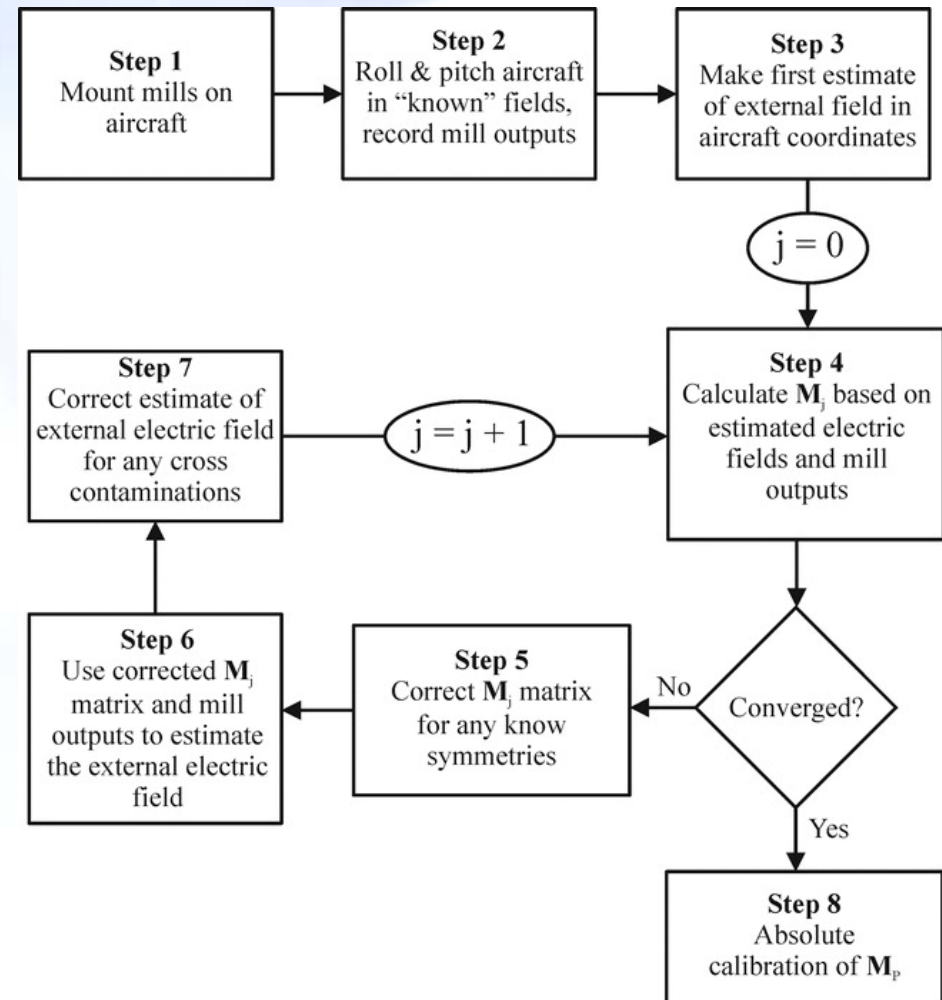 Step 1
Mount mills on
aircraft
Step 2
Roll & pitch aircraft
in “known” fields,
record mill outputs
Step 3
Make first estimate
of external field in
aircraft coordinates
j = 0
Step 4
Calculate Mj based on
estimated electric
fields and mill
outputs
Converged?
No
Step 5
Correct Mj matrix
for any know
symmetries
Step 6
Use corrected Mj
matrix and mill
outputs to estimate
the external electric
field
Step 7
Correct estimate of
external electric field
for any cross
contaminations
j = j + 1
Yes
Step 8
Absolute
calibration of MP